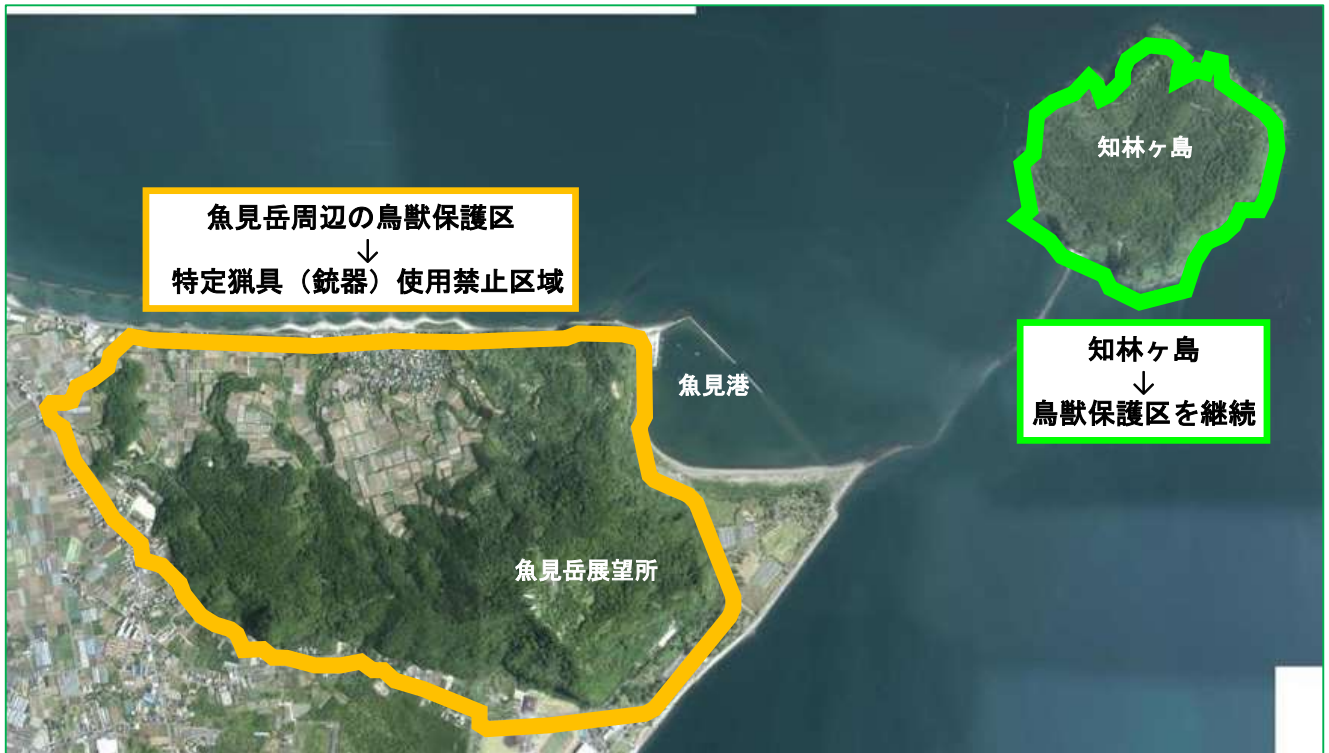 知林ヶ島
魚見岳周辺の鳥獣保護区
↓
特定猟具（銃器）使用禁止区域
知林ヶ島
↓
鳥獣保護区を継続
魚見港
魚見岳展望所